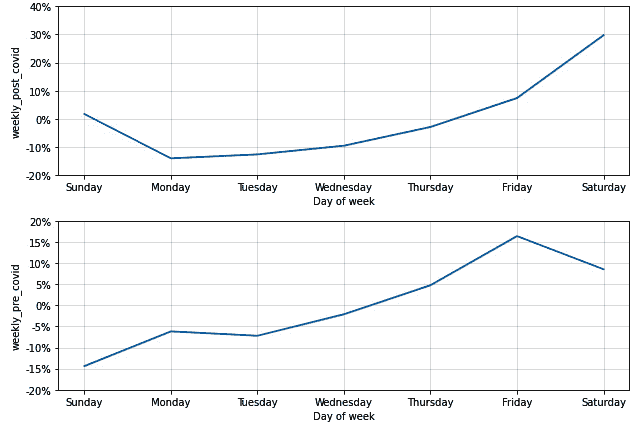 40%
30%
20%
10%
0%
-10%
-20%
weekly_post_covid
Sunday Monday Tuesday Wednesday Thursday Friday Saturday
Day of week
20%
15%
10%
5%
0%
-5%
-10%
-15%
-20%
weekly_pre_covid
Sunday Monday Tuesday Wednesday Thursday Friday Saturday
Day of week